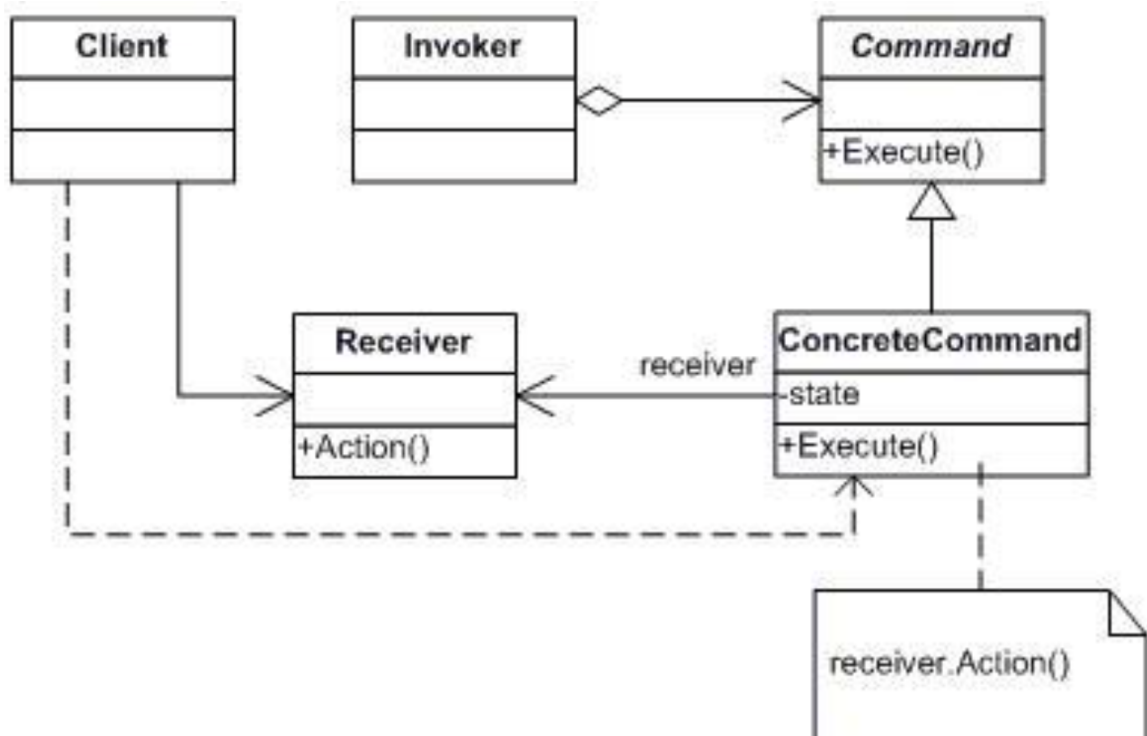 Client
Invoker
Command
+Execute()
Receiver
+Action()
receiver
ConcreteCommand
-state
+Execute()
receiver.Action()